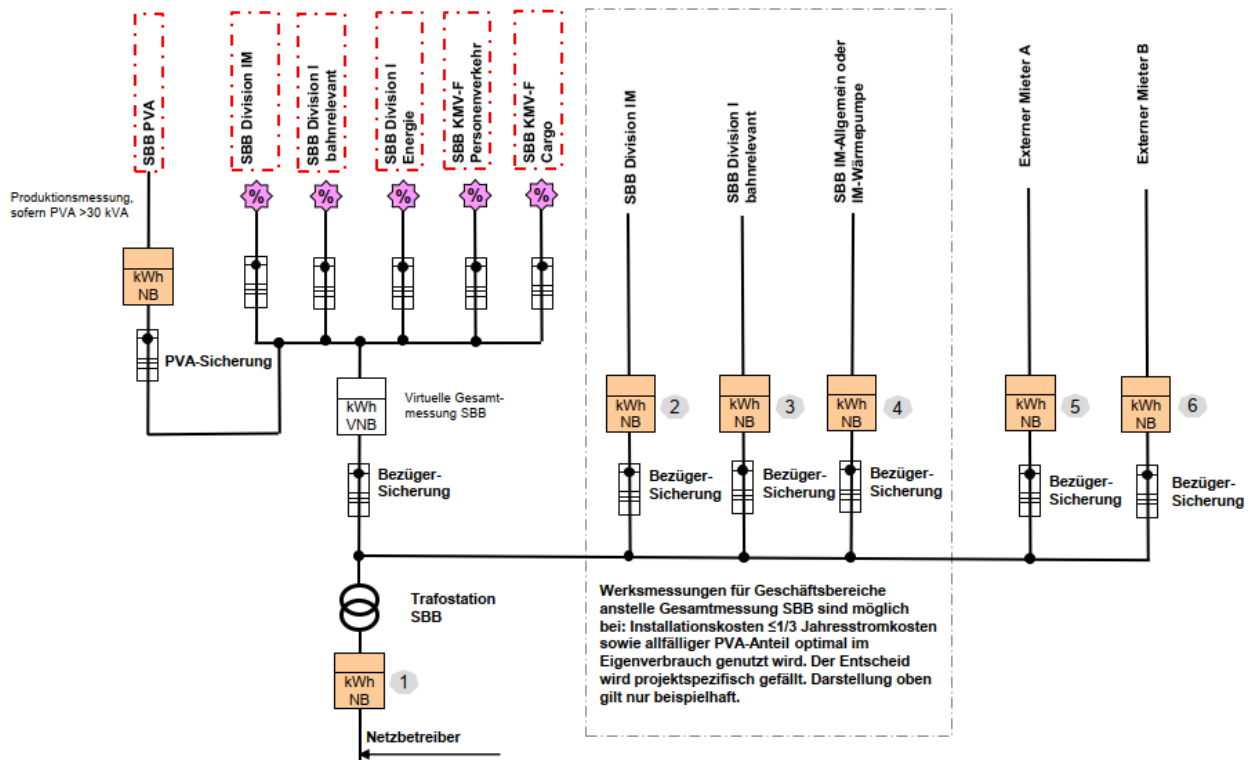 SBB PVA
SBB Division IM
SBB Division I
bahnrelevant
SBB Division I
Energie
SBB KMV-F
Personenverkehr
SBB KMV-F
Cargo
SBB Division IM
SBB Division I
bahnrelevant
SBB IM-Allgemein oder
IM-Wärmepumpe
Externer Mieter A
Externer Mieter B
%
%
%
%
%
Produktionsmessung,
sofern PVA >30 kVA
kWh
NB
PVA-Sicherung
kWh
VNB
Virtuelle Gesamt-
messung SBB
kWh
NB
2
kWh
NB
3
kWh
NB
4
kWh
NB
5
kWh
NB
6
Bezüger-
Sicherung
Bezüger-
Sicherung
Bezüger-
Sicherung
Bezüger-
Sicherung
Bezüger-
Sicherung
Bezüger-
Sicherung
Trafostation
SBB
kWh
NB
1
Netzbetreiber
Werksmessungen für Geschäftsbereiche
anstelle Gesamtmessung SBB sind möglich
bei: Installationskosten ≤1/3 Jahresstromkosten
sowie allfälliger PVA-Anteil optimal im
Eigenverbrauch genutzt wird. Der Entscheid
wird projektspezifisch gefällt. Darstellung oben
gilt nur beispielhaft.